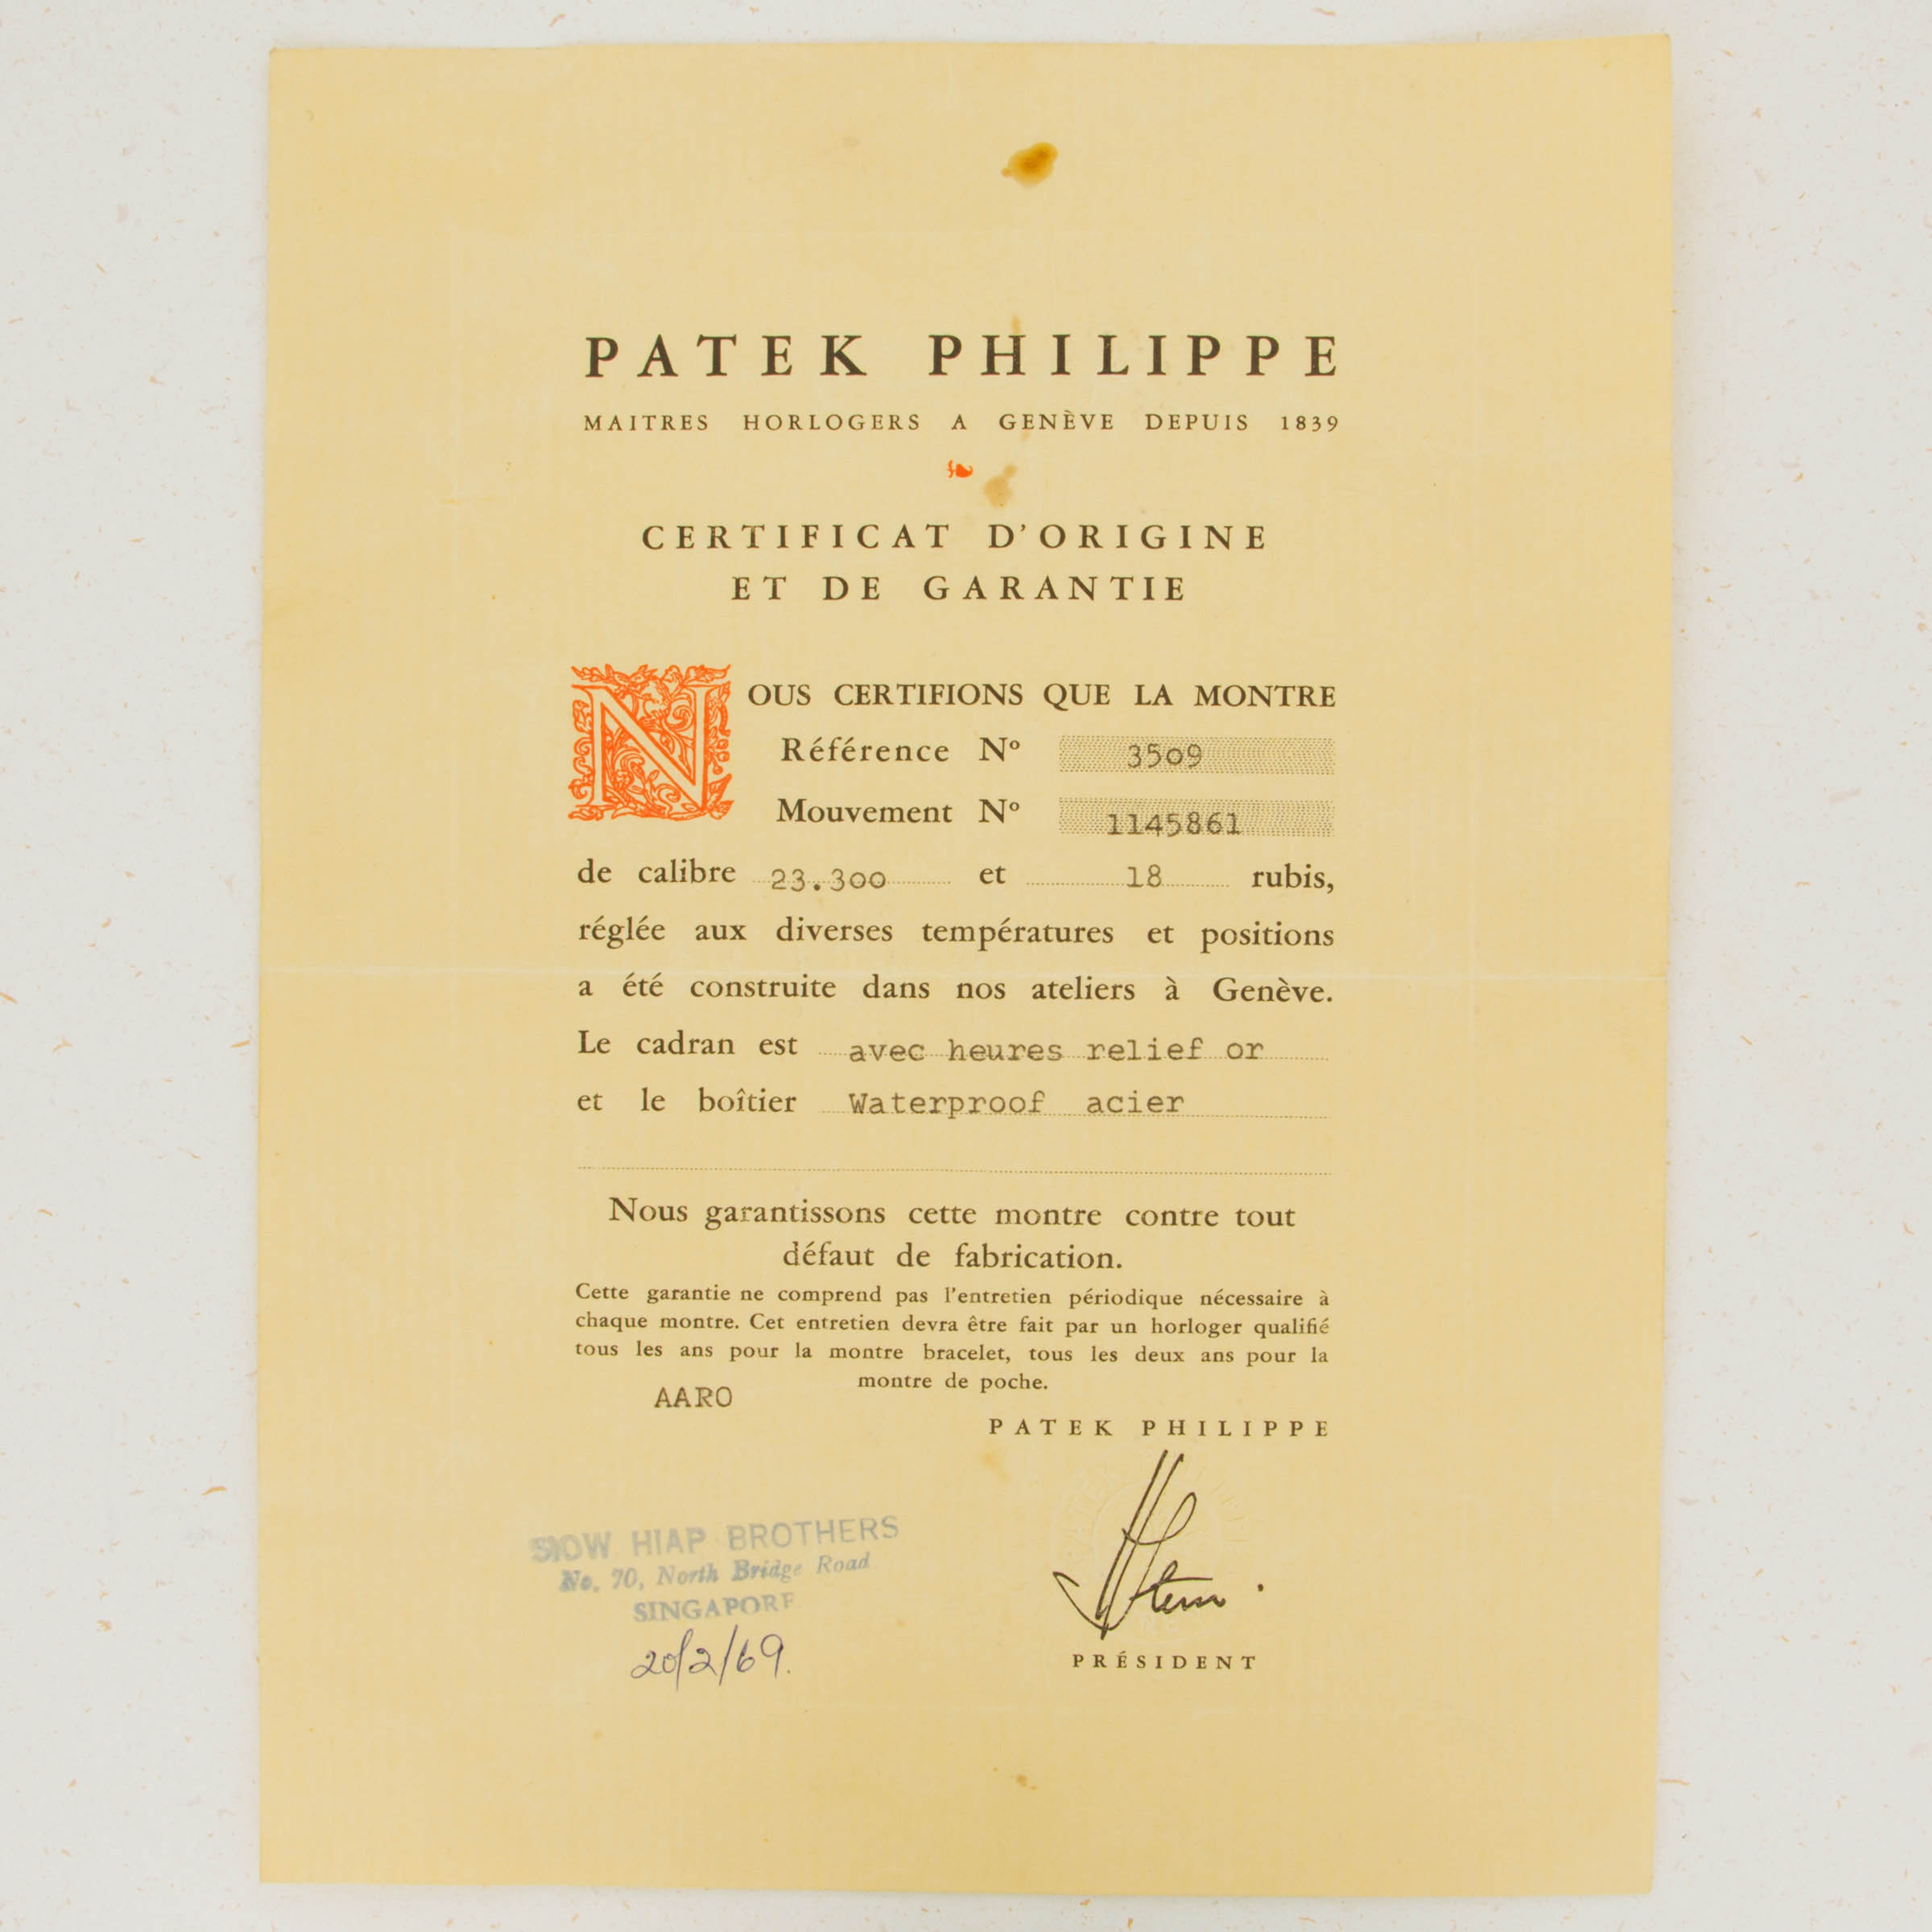 PATEK PHILIPPE
MAITRES HORLOGERS A GENÈVE DEPUIS 1839
CERTIFICAT D'ORIGINE
ET DE GARANTIE
NOUS CERTIFIONS QUE LA MONTRE
Référence Nº 3509
Mouvement Nº 1145861
de calibre 23.300 et 18 rubis,
réglée aux diverses températures et positions
a été construite dans nos ateliers à Genève.
Le cadran est avec heures relief or
et le boîtier Waterproof acier
Nous garantissons cette montre contre tout
défaut de fabrication.
Cette garantie ne comprend pas l'entretien périodique nécessaire à
chaque montre. Cet entretien devra être fait par un horloger qualifié
tous les ans pour la montre bracelet, tous les deux ans pour la
montre de poche.
AARO
PATEK PHILIPPE
HStern.
PRÉSIDENT
SIOW HIAP BROTHERS
No. 70, North Bridge Road
SINGAPORE
20/2/69.